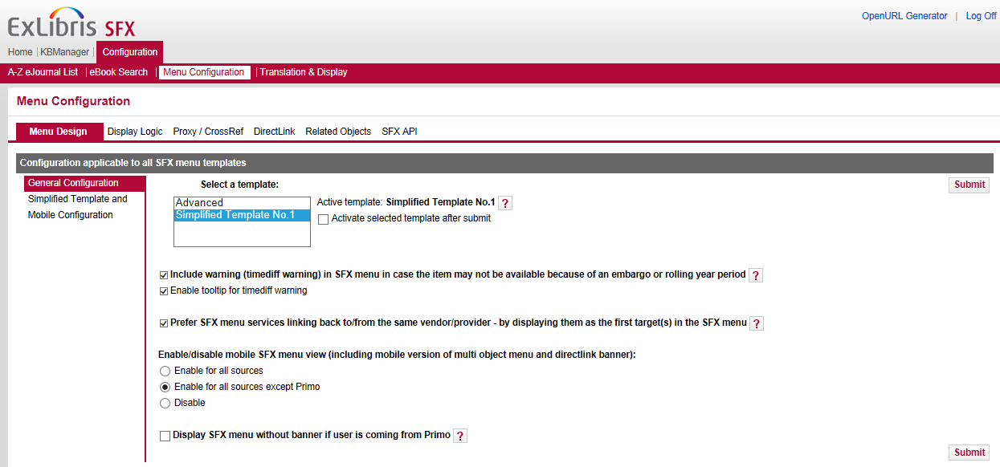 ExLibris SFX
OpenURL Generator | Log Off
Home | KBManager | Configuration
A-Z eJournal List | eBook Search | Menu Configuration | Translation & Display
Menu Configuration
Menu Design Display Logic Proxy / CrossRef DirectLink Related Objects SFX API
Configuration applicable to all SFX menu templates
General Configuration
Simplified Template and
Mobile Configuration
Select a template:
Submit
Advanced
Simplified Template No.1
Active template: Simplified Template No.1 ?
Activate selected template after submit
Include warning (timediff warning) in SFX menu in case the item may not be available because of an embargo or rolling year period ?
Enable tooltip for timediff warning
Prefer SFX menu services linking back to/from the same vendor/provider - by displaying them as the first target(s) in the SFX menu ?
Enable/disable mobile SFX menu view (including mobile version of multi object menu and directlink banner):
Enable for all sources
Enable for all sources except Primo
Disable
Display SFX menu without banner if user is coming from Primo ?
Submit